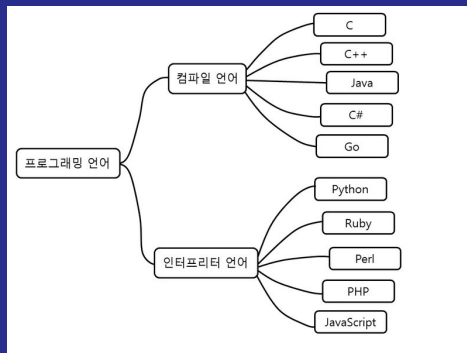 프로그래밍 언어
컴파일 언어
C
C++
Java
C#
Go
인터프리터 언어
Python
Ruby
Perl
PHP
JavaScript